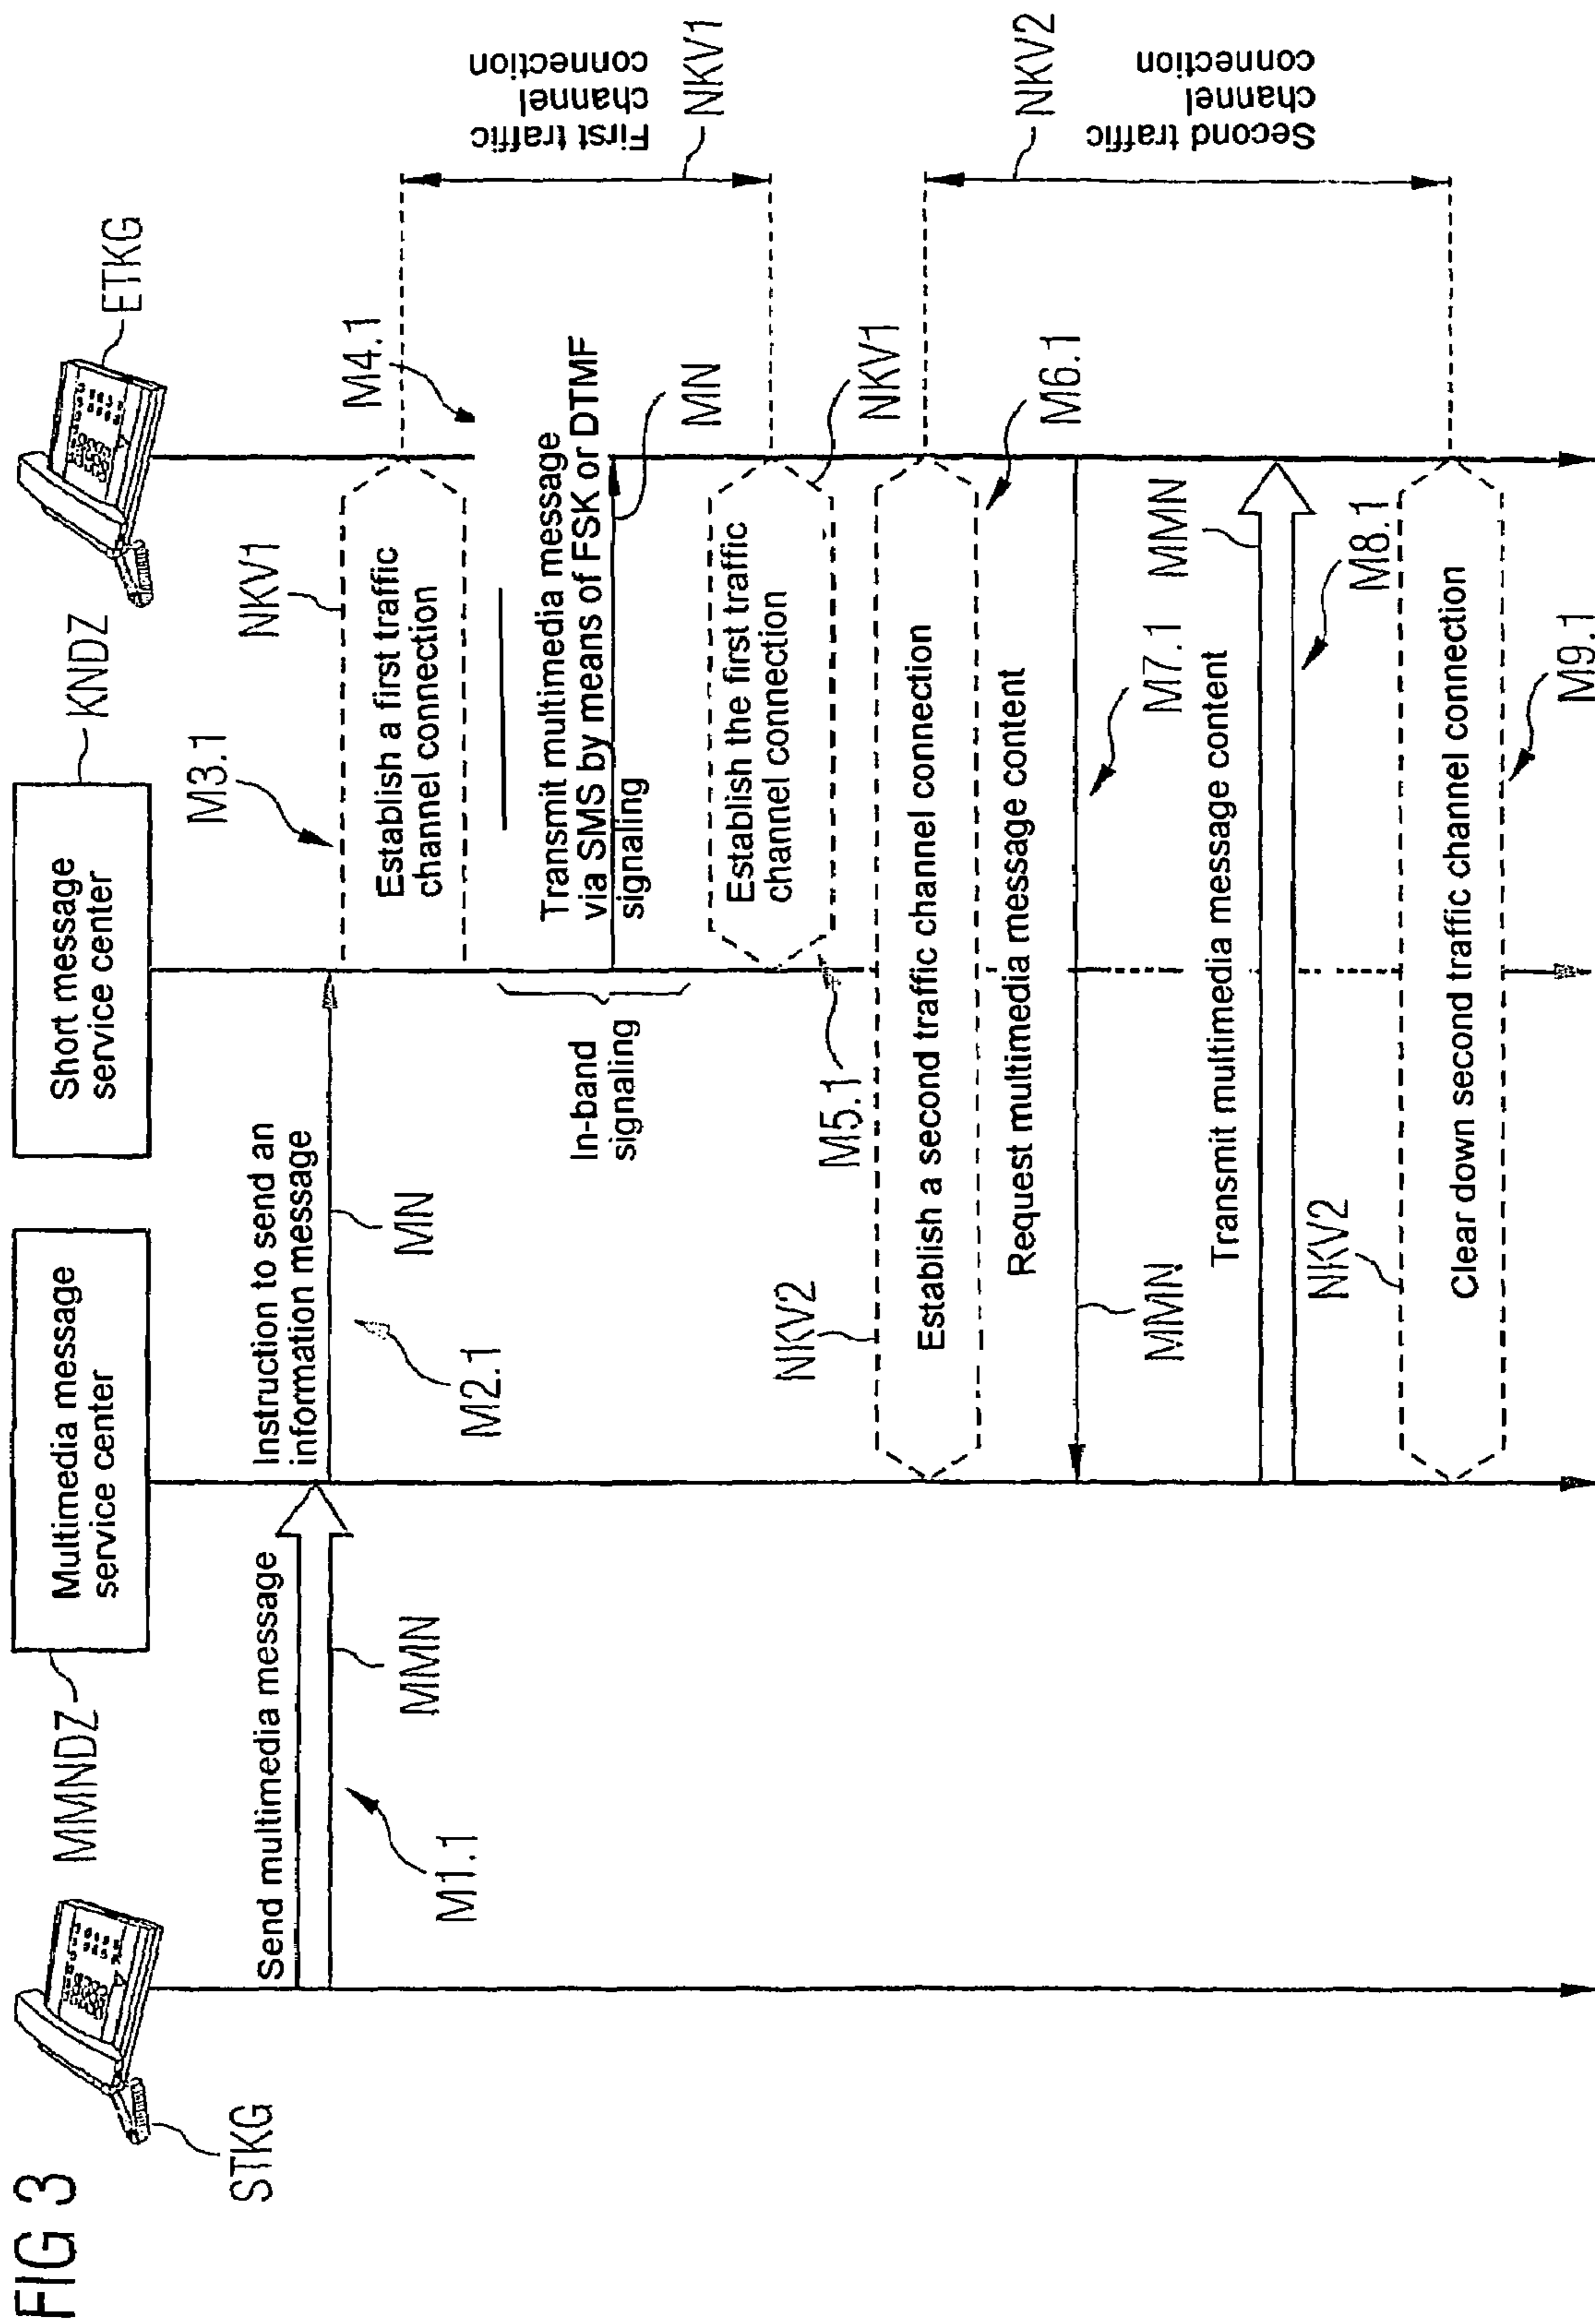 FIG 3
STKG
MMNDZ
Multimedia message
service center
Short message
service center
KNDZ
ETKG
Send multimedia message
MMN
M1.1
Instruction to send an
information message
MN
M2.1
M3.1
NKV1
Establish a first traffic
channel connection
M4.1
First traffic
channel
connection
NKV1
Transmit multimedia message
via SMS by means of FSK or DTMF
signaling
MN
In-band
signaling
Establish the first traffic
channel connection
NKV1
M5.1
NKV2
Establish a second traffic channel connection
M6.1
NKV2
Second traffic
channel
connection
Request multimedia message content
MMN
M7.1
Transmit multimedia message content
MMN
M8.1
NKV2
Clear down second traffic channel connection
M9.1